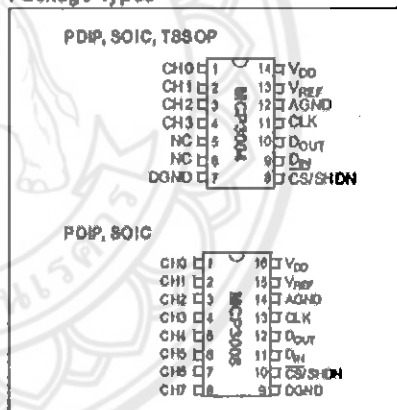 Package Types
PDIP, SOIC, TSSOP
CH0 1 14 VDD
CH1 2 13 VREF
CH2 3 12 AGND
CH3 4 11 CLK
NC 5 10 DOUT
NC 6 9 DIN
DGND 7 8 CS/SHDN
MCP3004
PDIP, SOIC
CH0 1 16 VDD
CH1 2 15 VREF
CH2 3 14 AGND
CH3 4 13 CLK
CH4 5 12 DOUT
CH5 6 11 DIN
CH6 7 10 CS/SHDN
CH7 8 9 DGND
MCP3008